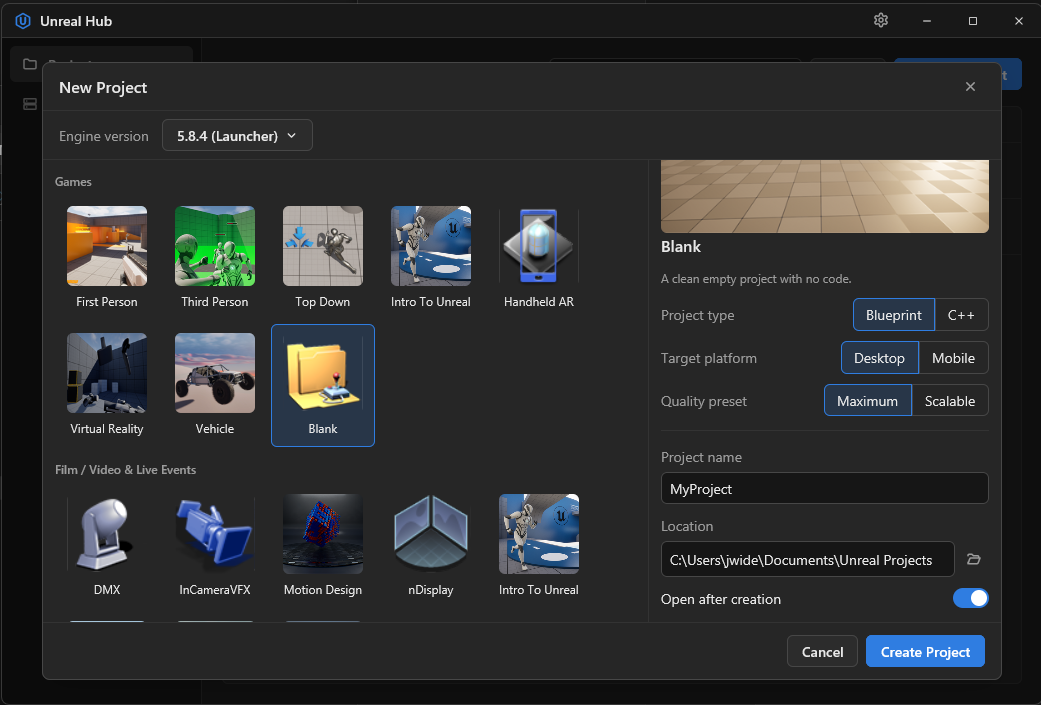 Unreal Hub
New Project
Engine version
5.8.4 (Launcher)
Games
First Person
Third Person
Top Down
Intro To Unreal
Handheld AR
Virtual Reality
Vehicle
Blank
Film / Video & Live Events
DMX
InCameraVFX
Motion Design
nDisplay
Intro To Unreal
Blank
A clean empty project with no code.
Project type
Blueprint
C++
Target platform
Desktop
Mobile
Quality preset
Maximum
Scalable
Project name
MyProject
Location
C:\Users\jwide\Documents\Unreal Projects
Open after creation
Cancel
Create Project